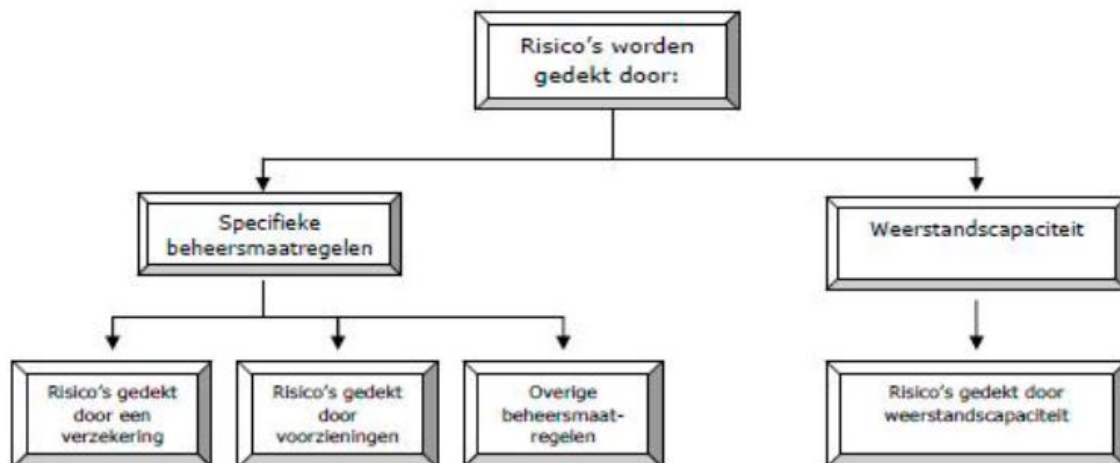 Risico's worden
gedekt door:
Specifieke
beheersmaatregelen
Weerstandscapaciteit
Risico's gedekt
door een
verzekering
Risico's gedekt
door
voorzieningen
Overige
beheersmaat-
regelen
Risico's gedekt door
weerstandscapaciteit